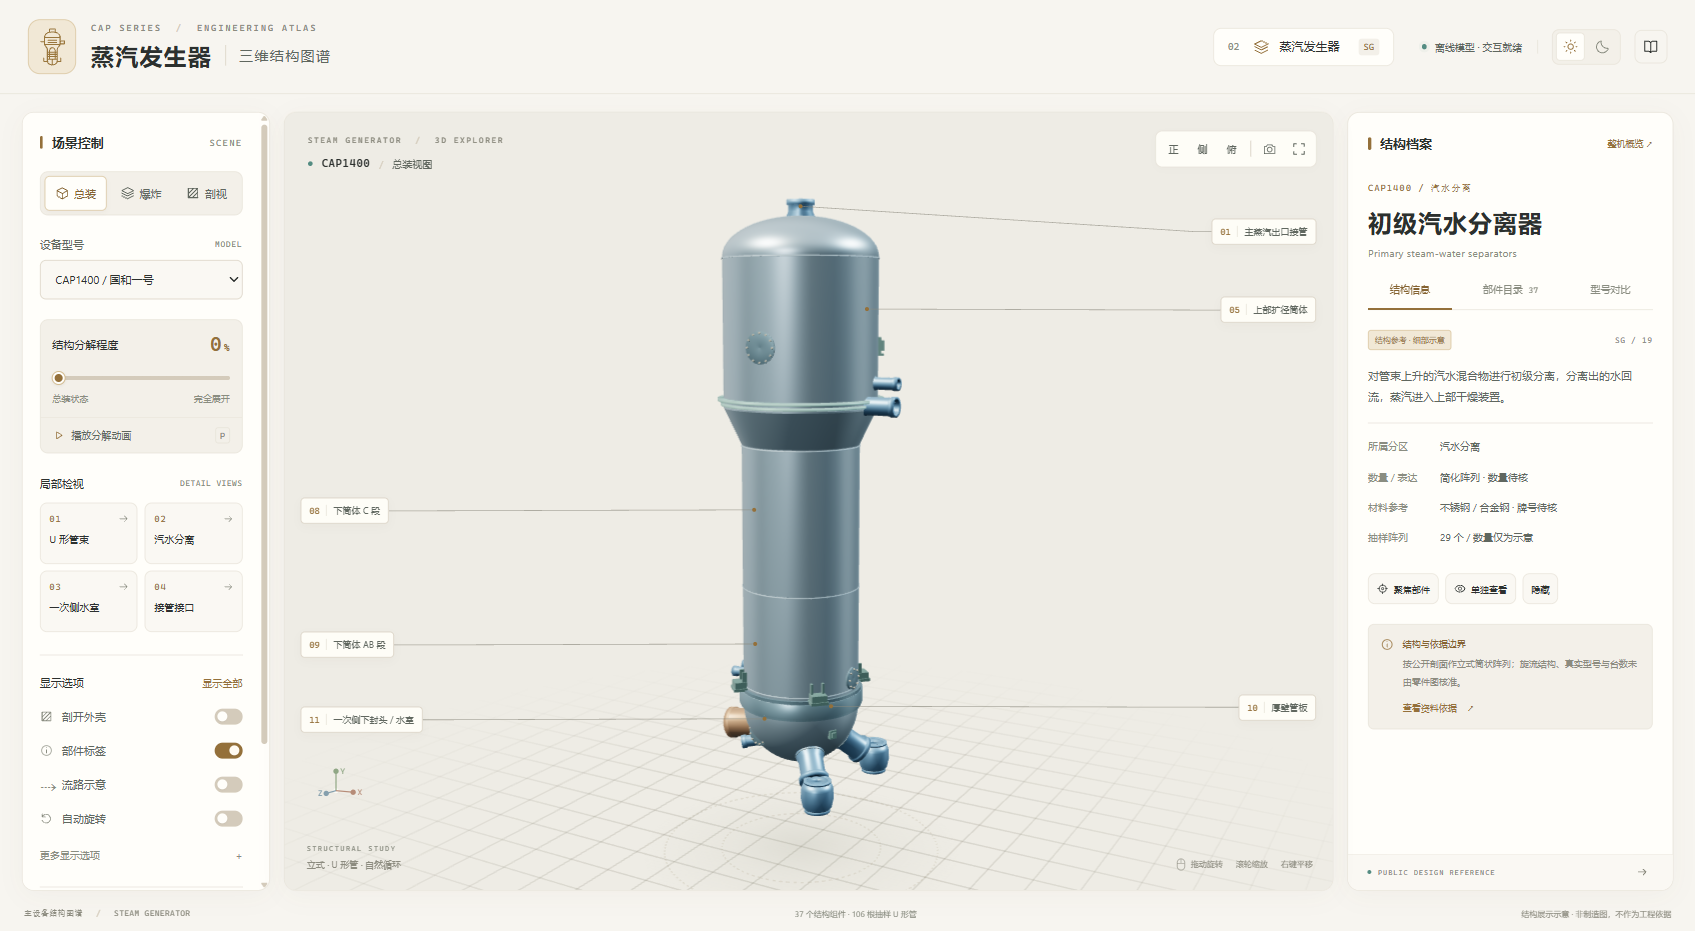 CAP SERIES / ENGINEERING ATLAS
蒸汽发生器 三维结构图谱
02 蒸汽发生器 SG
离线模型 · 交互就绪
场景控制 SCENE
总装 爆炸 剖视
设备型号 MODEL
CAP1400 / 国和一号
结构分解程度 0 %
总装状态 完全展开
播放分解动画 P
局部检视 DETAIL VIEWS
01 →
U 形管束
02 →
汽水分离
03 →
一次侧水室
04 →
接管接口
显示选项 显示全部
剖开外壳
部件标签
流路示意
自动旋转
更多显示选项 +
STEAM GENERATOR / 3D EXPLORER
CAP1400 / 总装视图
正 侧 俯
01 主蒸汽出口接管
05 上部扩径筒体
08 下筒体 C 段
09 下筒体 AB 段
11 一次侧下封头 / 水室
10 厚壁管板
Y
Z X
STRUCTURAL STUDY
立式 · U 形管 · 自然循环
拖动旋转 滚轮缩放 右键平移
结构档案 整机概览 ↗
CAP1400 / 汽水分离
初级汽水分离器
Primary steam-water separators
结构信息 部件目录 37 型号对比
结构参考 · 细部示意 SG / 19
对管束上升的汽水混合物进行初级分离，分离出的水回
流，蒸汽进入上部干燥装置。
所属分区 汽水分离
数量 / 表达 简化阵列 · 数量待核
材料参考 不锈钢 / 合金钢 · 牌号待核
抽样阵列 29 个 / 数量仅为示意
聚焦部件 单独查看 隐藏
结构与依据边界
按公开剖面作立式筒状阵列；旋流结构、真实型号与台数未
由零件图核准。
查看资料依据 ↗
PUBLIC DESIGN REFERENCE →
主设备结构图谱 / STEAM GENERATOR
37 个结构组件 · 106 根抽样 U 形管
结构展示示意 · 非制造图，不作为工程依据